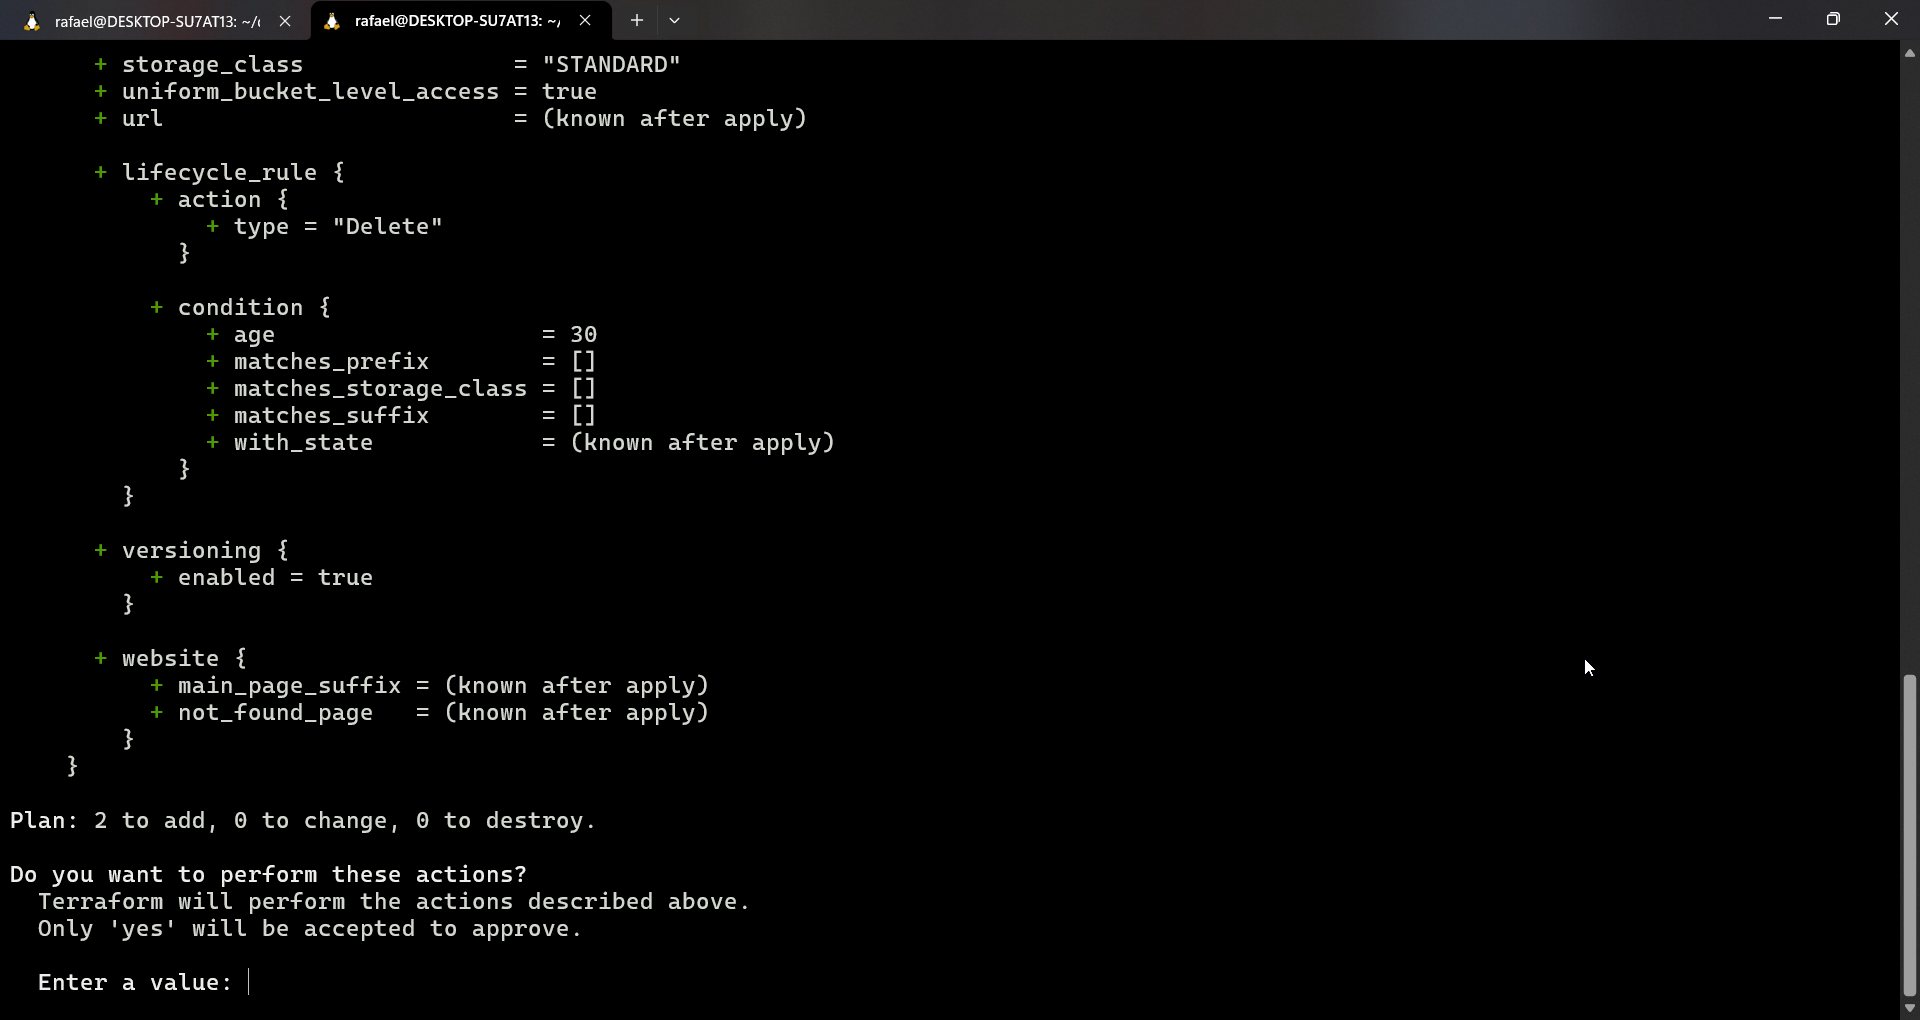 rafael@DESKTOP-SU7AT13: ~/
rafael@DESKTOP-SU7AT13: ~/
+ storage_class               = "STANDARD"
+ uniform_bucket_level_access = true
+ url                         = (known after apply)
+ lifecycle_rule {
+ action {
+ type = "Delete"
}
+ condition {
+ age                   = 30
+ matches_prefix        = []
+ matches_storage_class = []
+ matches_suffix        = []
+ with_state            = (known after apply)
}
}
+ versioning {
+ enabled = true
}
+ website {
+ main_page_suffix = (known after apply)
+ not_found_page   = (known after apply)
}
}
Plan: 2 to add, 0 to change, 0 to destroy.
Do you want to perform these actions?
Terraform will perform the actions described above.
Only 'yes' will be accepted to approve.
Enter a value: